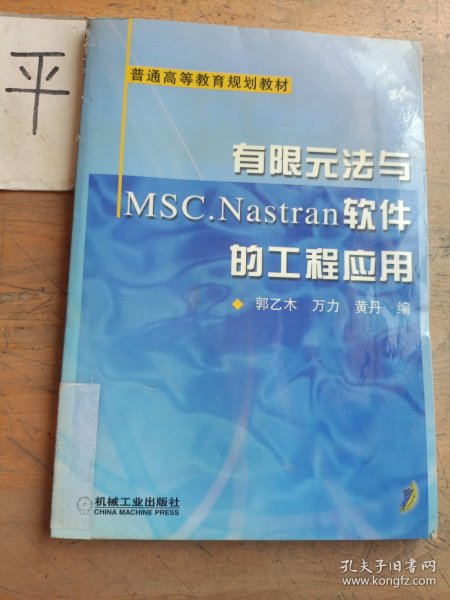 平
普通高等教育规划教材
有限元法与
MSC.Nastran软件
的工程应用
郭乙木 万力 黄丹 编
机械工业出版社
CHINA MACHINE PRESS
孔夫子旧书网
www.kongfz.com